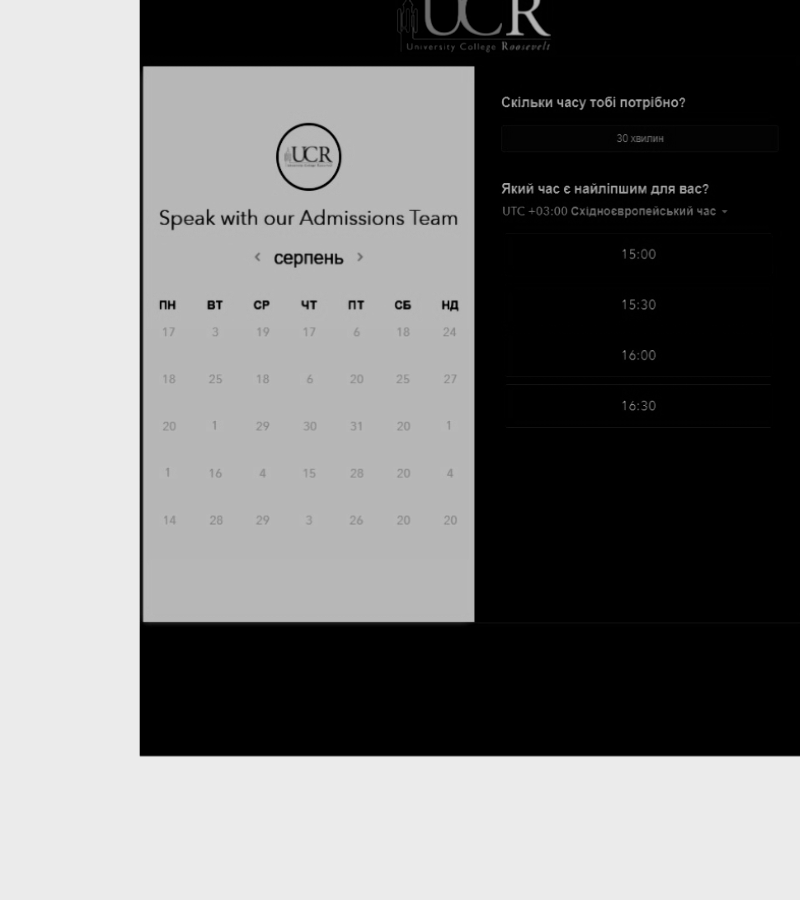 UCR
University College Roosevelt
UCR
Speak with our Admissions Team
серпень
ПН ВТ СР ЧТ ПТ СБ НД
17 3 19 17 6 18 24
18 25 18 6 20 25 27
20 1 29 30 31 20 1
1 16 4 15 28 20 4
14 28 29 3 26 20 20
Скільки часу тобі потрібно?
30 хвилин
Який час є найліпшим для вас?
UTC +03:00 Східноєвропейський час
15:00
15:30
16:00
16:30